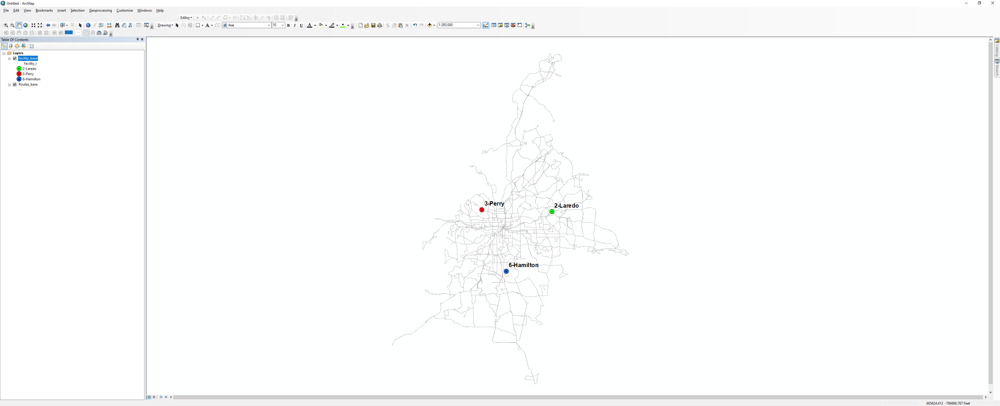 Untitled - ArcMap
File Edit View Bookmarks Insert Selection Geoprocessing Customize Windows Help
Editor
Drawing Arial 10 B I U A 1:250,000
Table Of Contents
Layers
facility_base
facility_i
2-Laredo
3-Perry
6-Hamilton
Routes_base
3-Perry
2-Laredo
6-Hamilton
Catalog
Search
605624.412 -786886.767 Feet